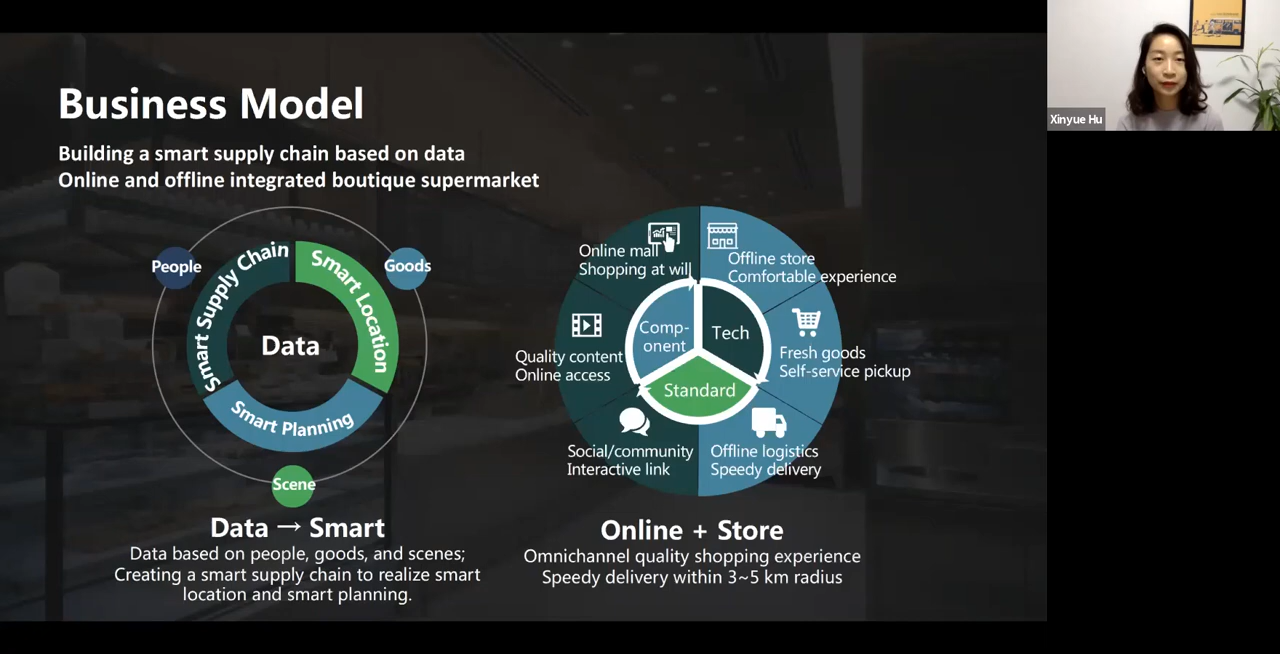 Business Model
Building a smart supply chain based on data
Online and offline integrated boutique supermarket
People
Goods
Scene
Smart Supply Chain
Smart Location
Smart Planning
Data
Data → Smart
Data based on people, goods, and scenes;
Creating a smart supply chain to realize smart
location and smart planning.
Online mall
Shopping at will
Offline store
Comfortable experience
Quality content
Online access
Fresh goods
Self-service pickup
Social/community
Interactive link
Offline logistics
Speedy delivery
Comp-
onent
Tech
Standard
Online + Store
Omnichannel quality shopping experience
Speedy delivery within 3~5 km radius
Xinyue Hu